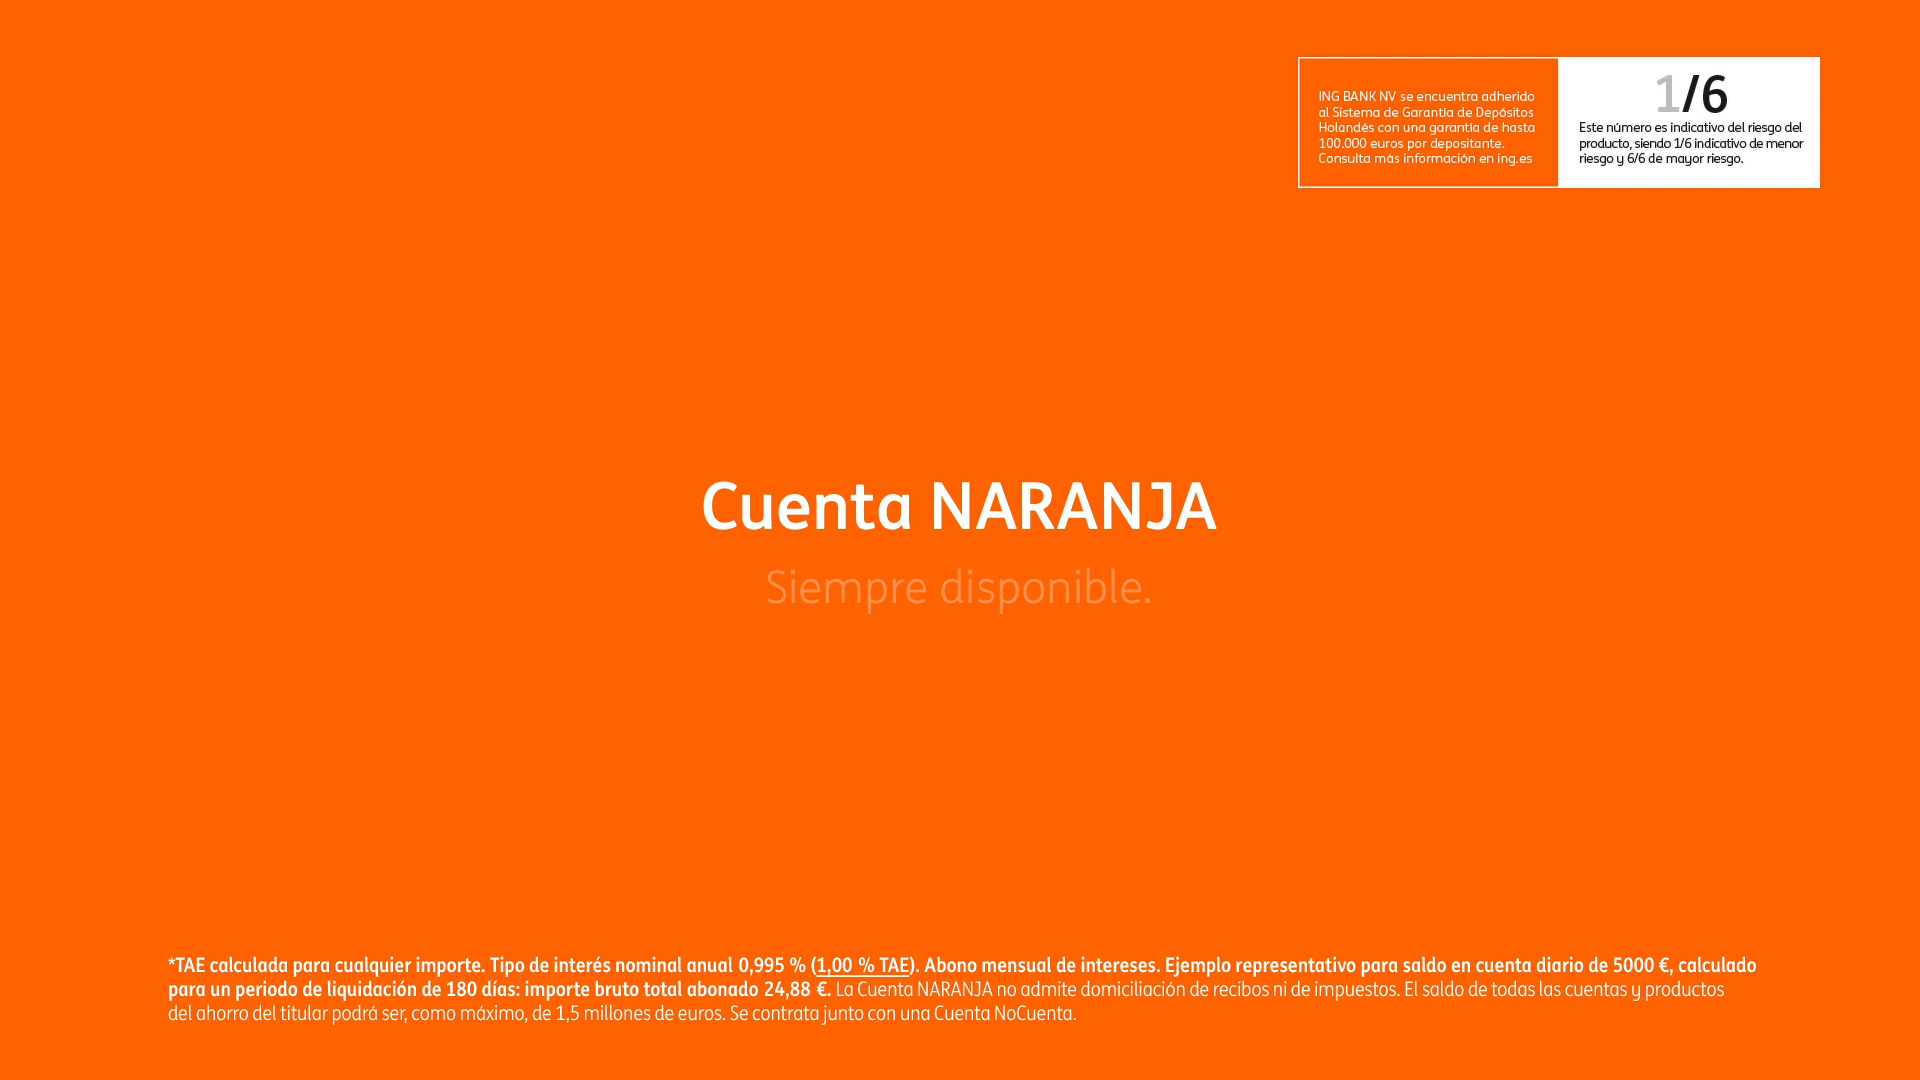 ING BANK NV se encuentra adherido
al Sistema de Garantía de Depósitos
Holandés con una garantía de hasta
100.000 euros por depositante.
Consulta más información en ing.es
1/6
Este número es indicativo del riesgo del
producto, siendo 1/6 indicativo de menor
riesgo y 6/6 de mayor riesgo.
Cuenta NARANJA
Siempre disponible.
*TAE calculada para cualquier importe. Tipo de interés nominal anual 0,995 % (1,00 % TAE). Abono mensual de intereses. Ejemplo representativo para saldo en cuenta diario de 5000 €, calculado
para un periodo de liquidación de 180 días: importe bruto total abonado 24,88 €. La Cuenta NARANJA no admite domiciliación de recibos ni de impuestos. El saldo de todas las cuentas y productos
del ahorro del titular podrá ser, como máximo, de 1,5 millones de euros. Se contrata junto con una Cuenta NoCuenta.